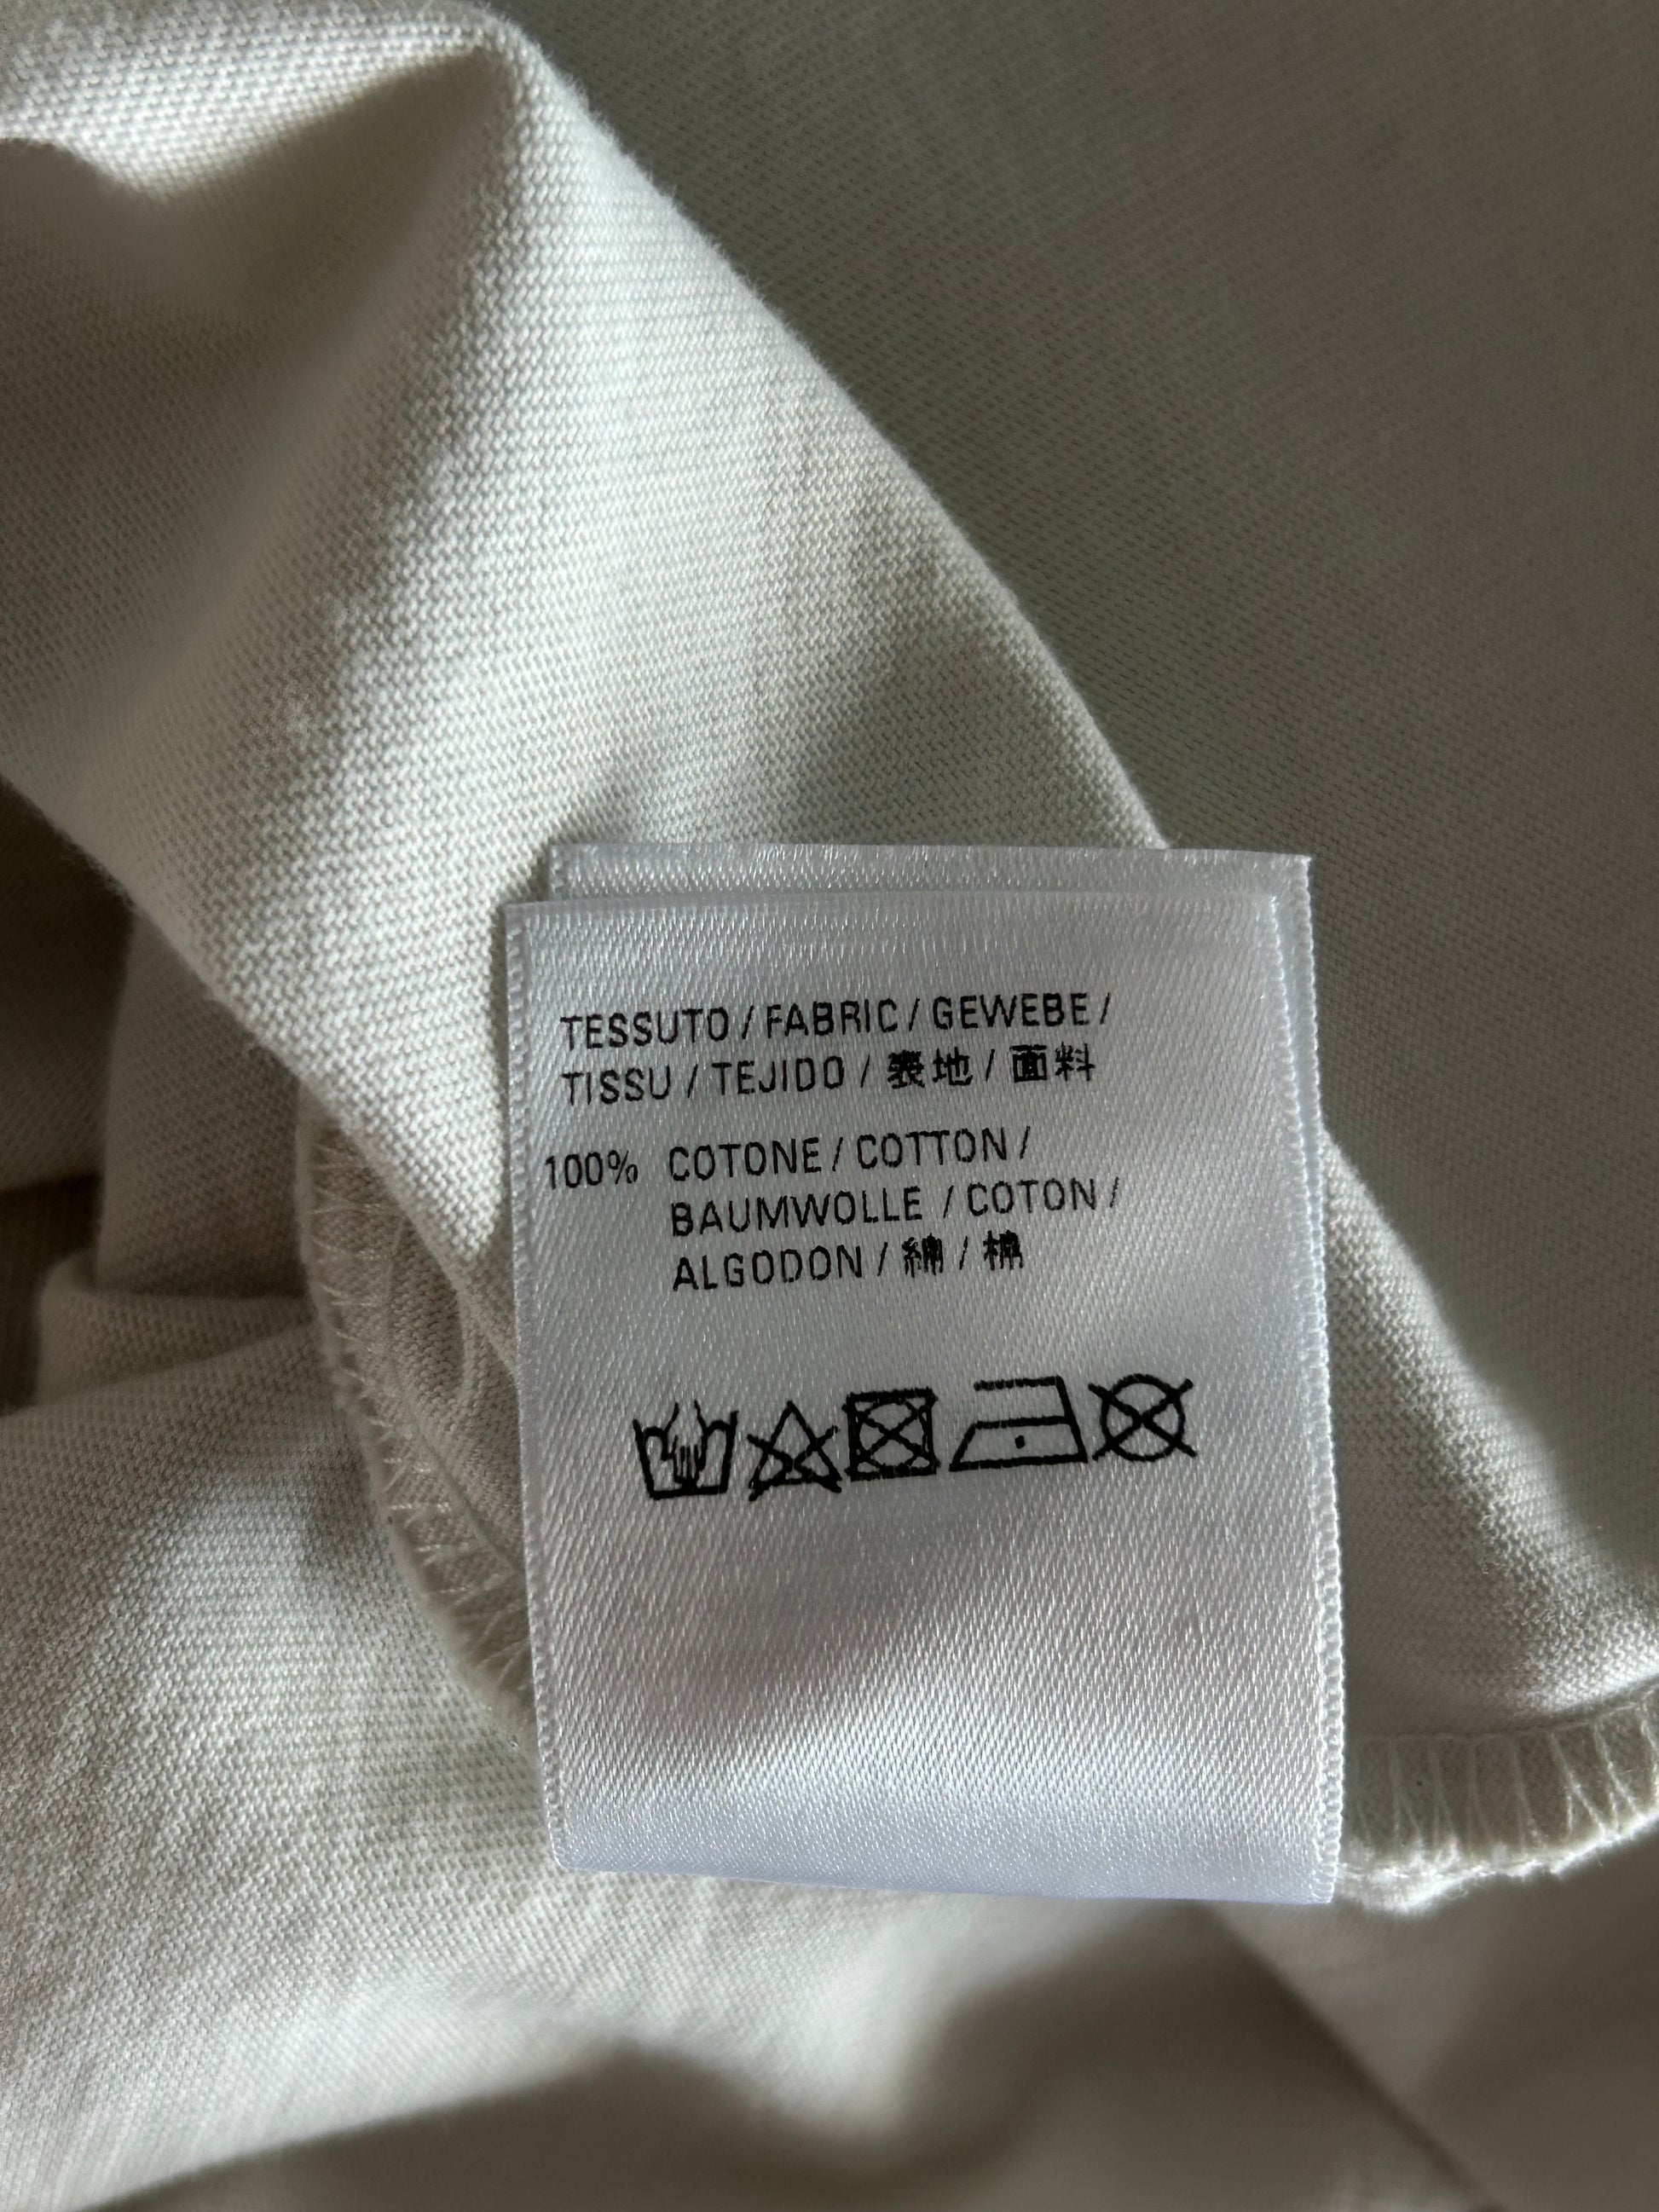 TESSUTO / FABRIC / GEWEBE /
TISSU / TEJIDO / 表地 / 面料
100% COTONE / COTTON /
BAUMWOLLE / COTON /
ALGODON / 綿 / 棉